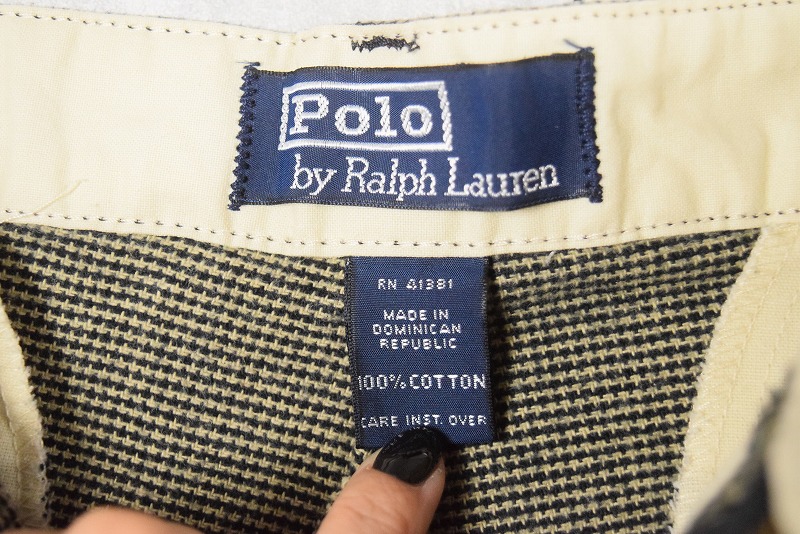 Polo
by Ralph Lauren
RN 41381
MADE IN
DOMINICAN
REPUBLIC
100% COTTON
CARE INST. OVER